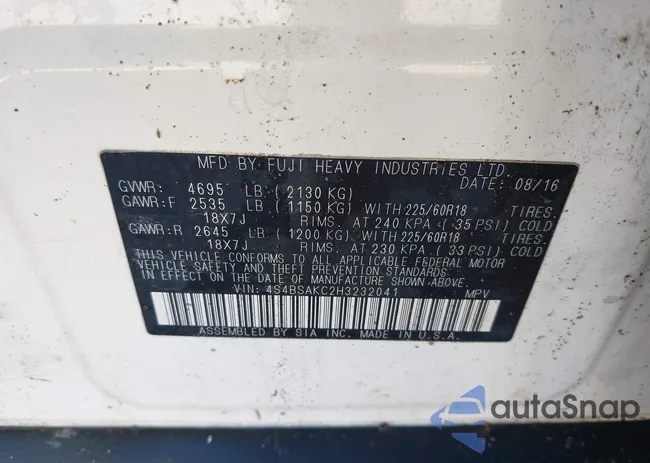 MFD BY FUJI HEAVY INDUSTRIES LTD.
DATE: 08/16
GVWR: 4695 LB (2130 KG)
GAWR:F 2535 LB (1150 KG) WITH 225/60R18 TIRES.
18X7J RIMS. AT 240 KPA (35 PSI) COLD
GAWR:R 2645 LB (1200 KG) WITH 225/60R18 TIRES.
18X7J RIMS. AT 230 KPA (33 PSI) COLD
THIS VEHICLE CONFORMS TO ALL APPLICABLE FEDERAL MOTOR
VEHICLE SAFETY AND THEFT PREVENTION STANDARDS
IN EFFECT ON THE DATE OF MANUFACTURE SHOWN ABOVE.
VIN: 4S4BSAKC2H3232041 MPV
ASSEMBLED BY SIA INC. MADE IN U.S.A.
autoSnap
POWERED BY CARS